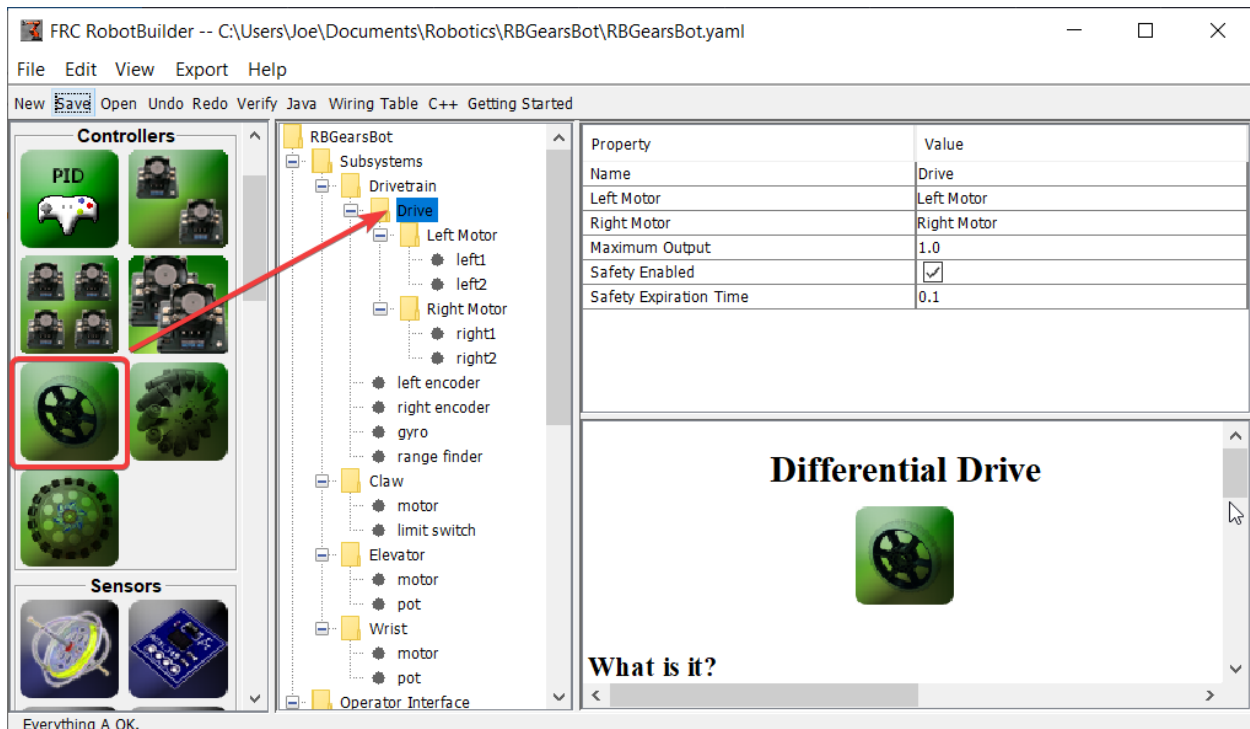 FRC RobotBuilder -- C:\Users\Joe\Documents\Robotics\RBGearsBot\RBGearsBot.yaml
File Edit View Export Help
New Save Open Undo Redo Verify Java Wiring Table C++ Getting Started
Controllers
PID
Sensors
RBGearsBot
Subsystems
Drivetrain
Drive
Left Motor
left1
left2
Right Motor
right1
right2
left encoder
right encoder
gyro
range finder
Claw
motor
limit switch
Elevator
motor
pot
Wrist
motor
pot
Operator Interface
Property Value
Name Drive
Left Motor Left Motor
Right Motor Right Motor
Maximum Output 1.0
Safety Enabled
Safety Expiration Time 0.1
Differential Drive
What is it?
Everything A OK.